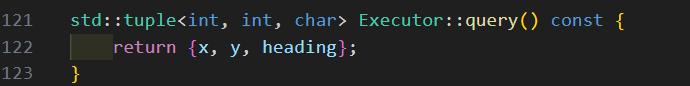 121 std::tuple<int, int, char> Executor::query() const {
122     return {x, y, heading};
123 }